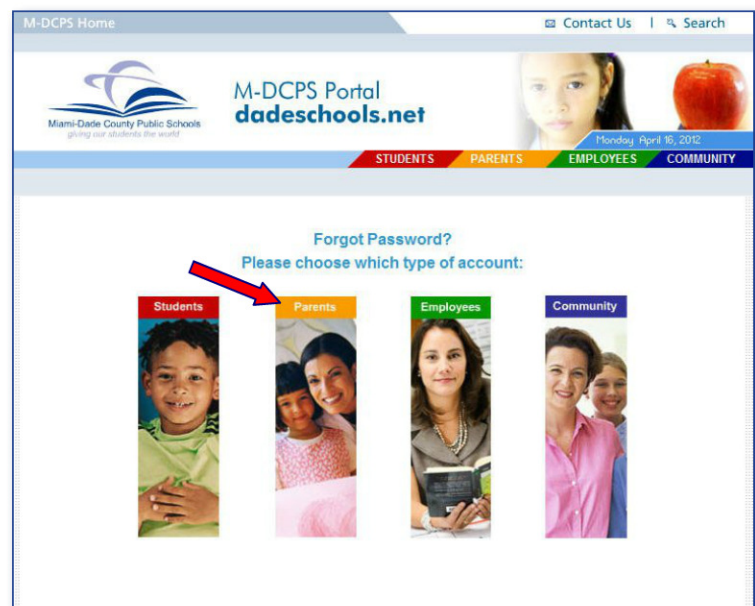 M-DCPS Home
Contact Us | Search
M-DCPS Portal
dadeschools.net
Miami-Dade County Public Schools
giving our students the world
Monday April 16, 2012
STUDENTS PARENTS EMPLOYEES COMMUNITY
Forgot Password?
Please choose which type of account:
Students Parents Employees Community